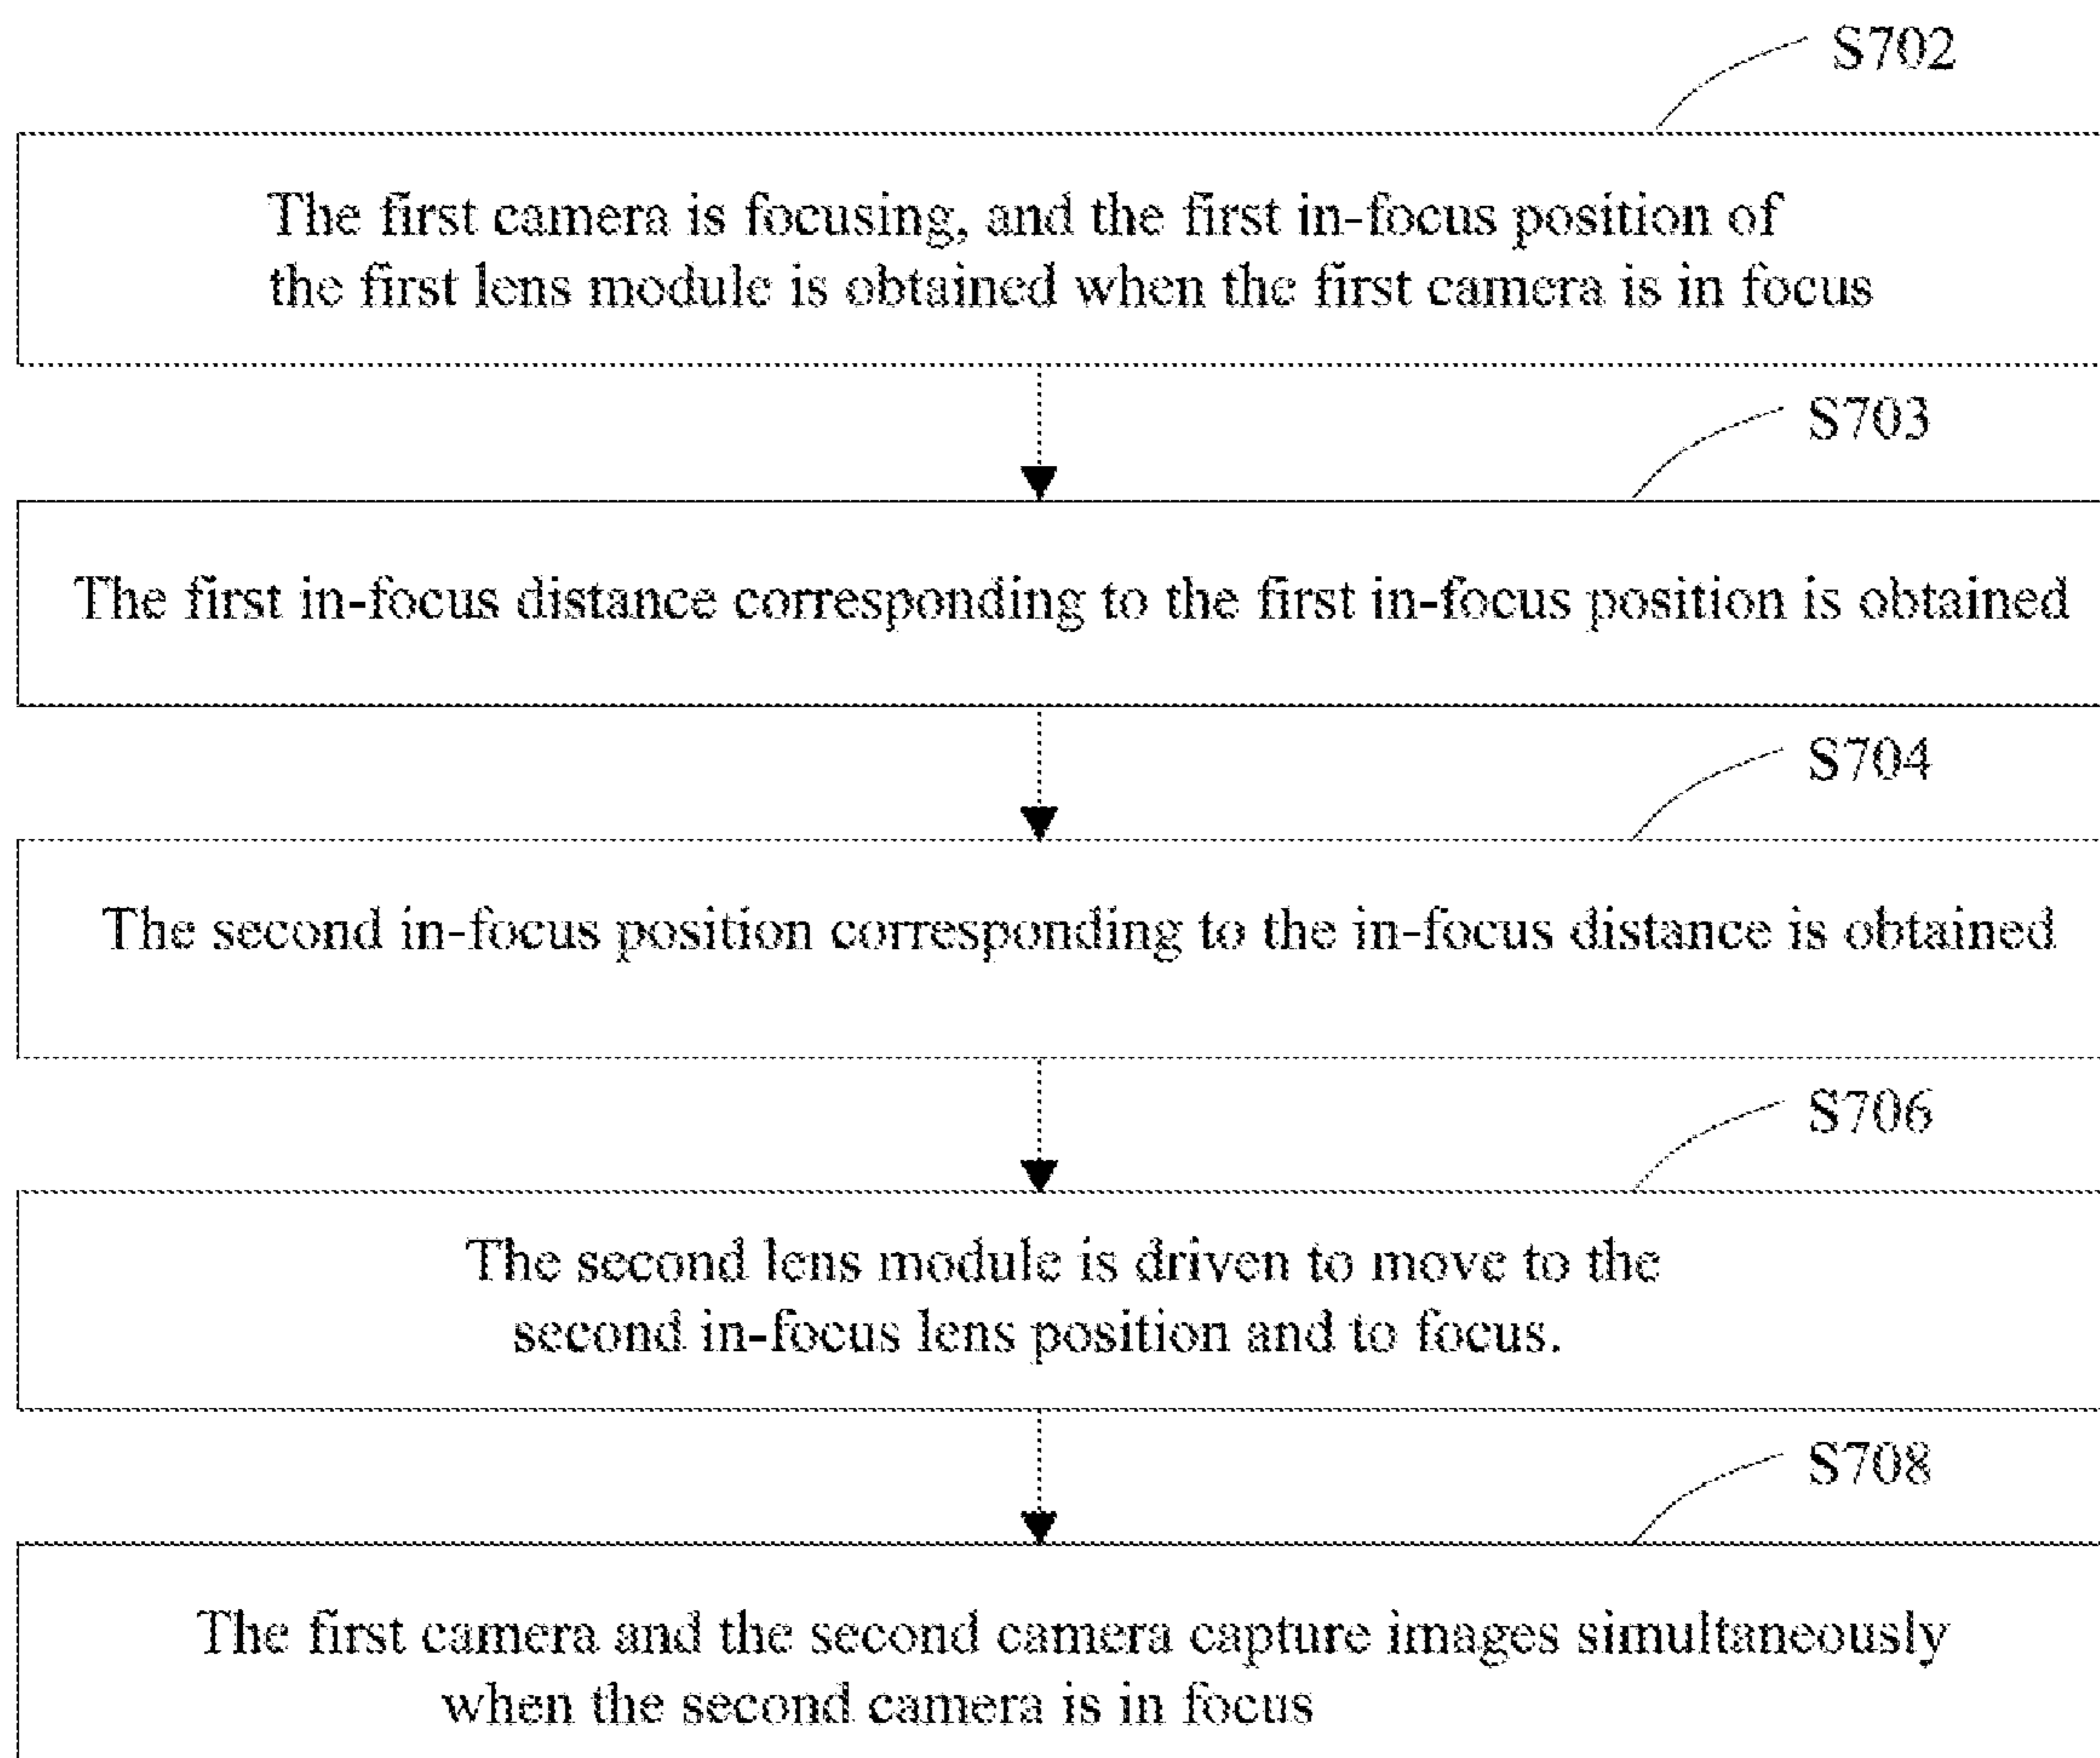 S702
The first camera is focusing, and the first in-focus position of
the first lens module is obtained when the first camera is in focus
S703
The first in-focus distance corresponding to the first in-focus position is obtained
S704
The second in-focus position corresponding to the in-focus distance is obtained
S706
The second lens module is driven to move to the
second in-focus lens position and to focus.
S708
The first camera and the second camera capture images simultaneously
when the second camera is in focus